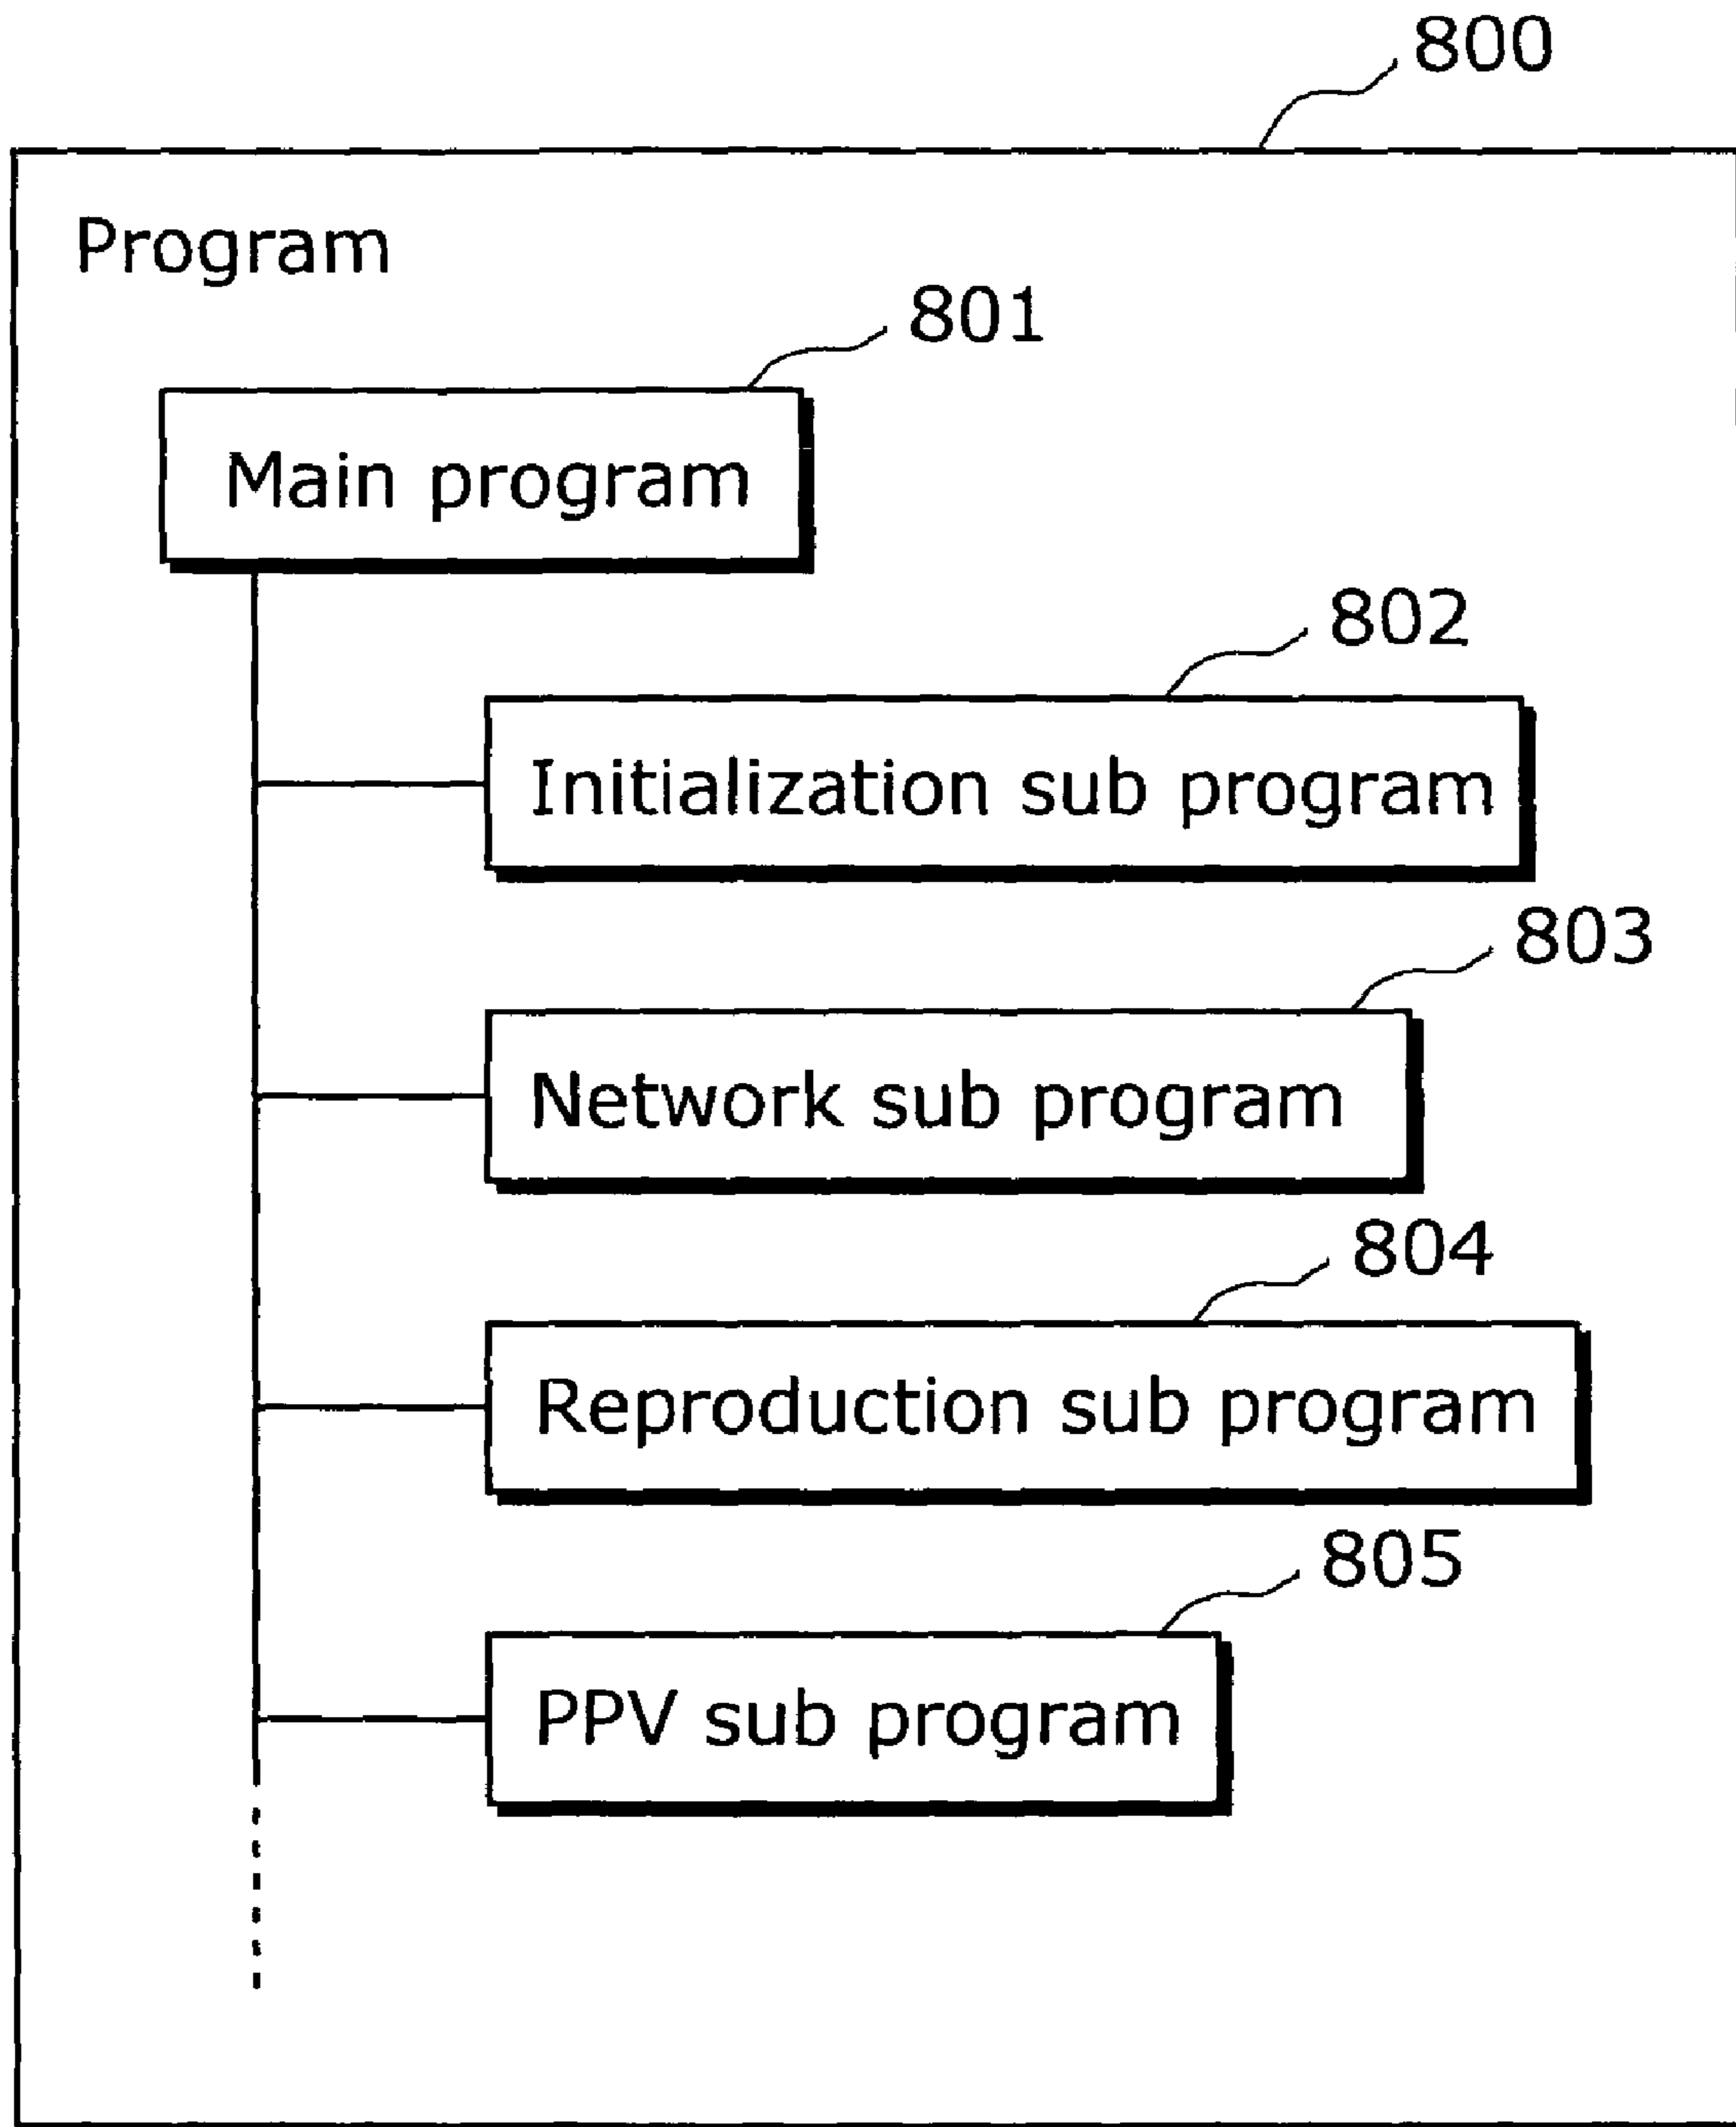 800
Program
801
Main program
802
Initialization sub program
803
Network sub program
804
Reproduction sub program
805
PPV sub program